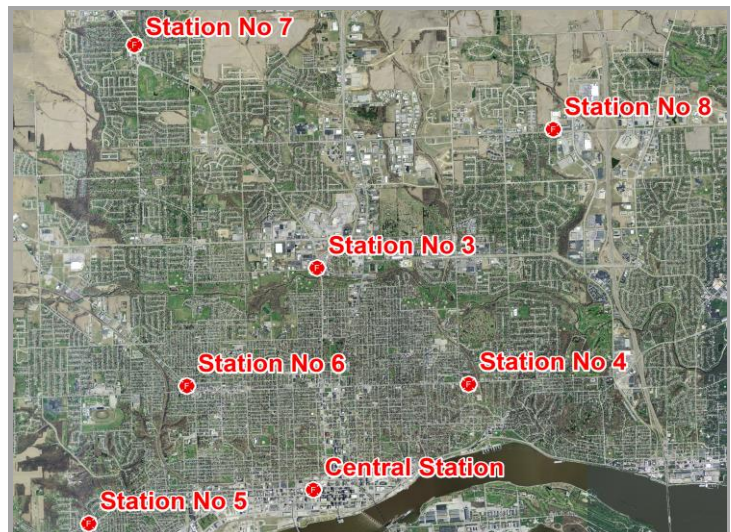 Station No 7
Station No 8
Station No 3
Station No 6
Station No 4
Central Station
Station No 5
F
F
F
F
F
F
F